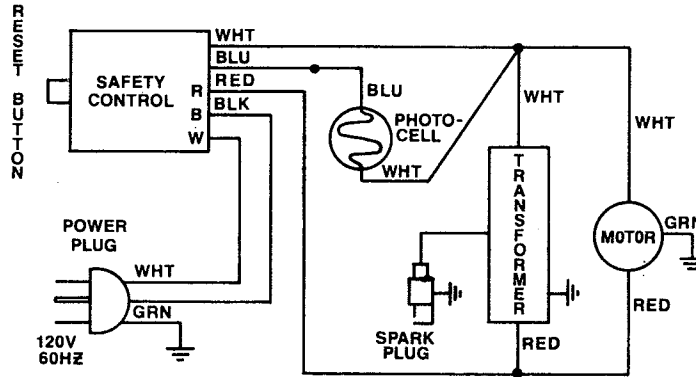 RESET BUTTON
SAFETY
CONTROL
R
B
W
WHT
BLU
RED
BLK
BLU
PHOTO-
CELL
WHT
WHT
TRANSFORMER
WHT
MOTOR
GRN
RED
RED
SPARK
PLUG
POWER
PLUG
WHT
GRN
120V
60HZ